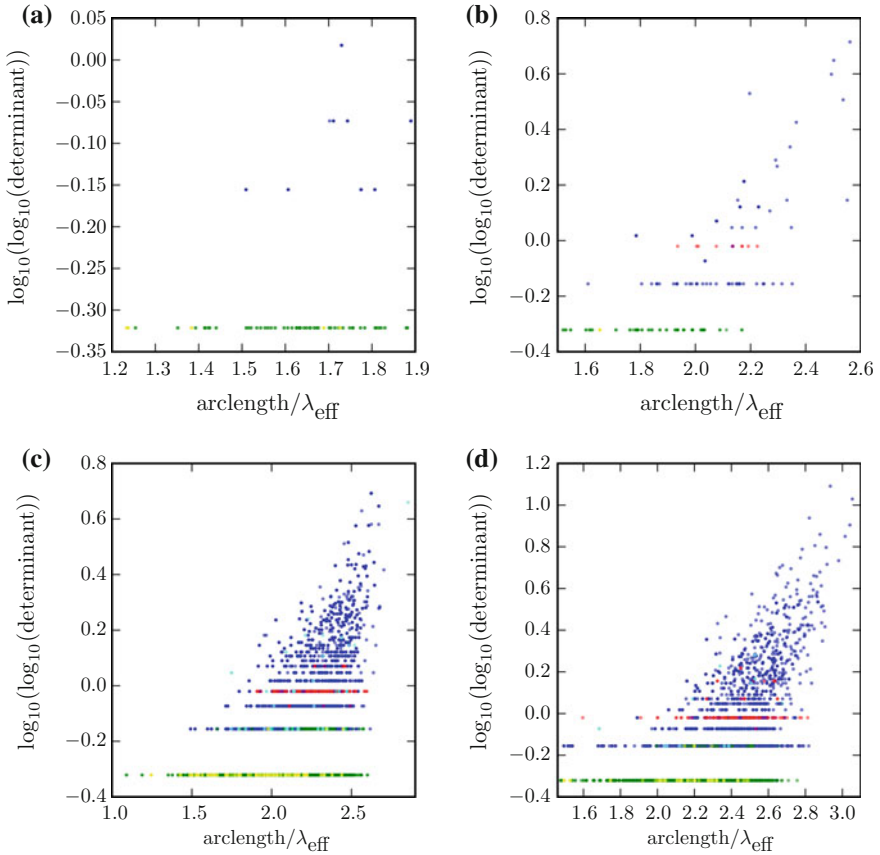 (a)
log₁₀(log₁₀(determinant))
0.05
0.00
−0.05
−0.10
−0.15
−0.20
−0.25
−0.30
−0.35
1.2 1.3 1.4 1.5 1.6 1.7 1.8 1.9
arclength/λeff
(b)
log₁₀(log₁₀(determinant))
0.8
0.6
0.4
0.2
0.0
−0.2
−0.4
1.6 1.8 2.0 2.2 2.4 2.6
arclength/λeff
(c)
log₁₀(log₁₀(determinant))
0.8
0.6
0.4
0.2
0.0
−0.2
−0.4
1.0 1.5 2.0 2.5
arclength/λeff
(d)
log₁₀(log₁₀(determinant))
1.2
1.0
0.8
0.6
0.4
0.2
0.0
−0.2
−0.4
1.6 1.8 2.0 2.2 2.4 2.6 2.8 3.0
arclength/λeff